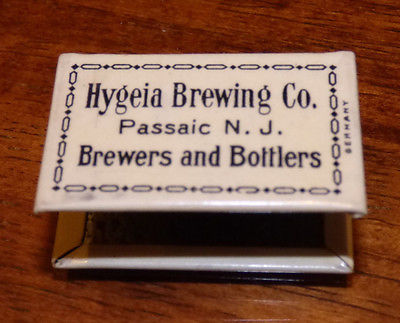 Hygeia Brewing Co.
Passaic N. J.
Brewers and Bottlers
GERMANY